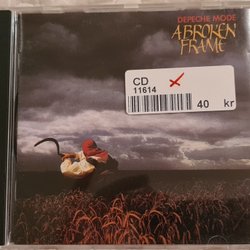 DEPECHE MODE
A BROKEN
FRAME
CD
11614
40 kr